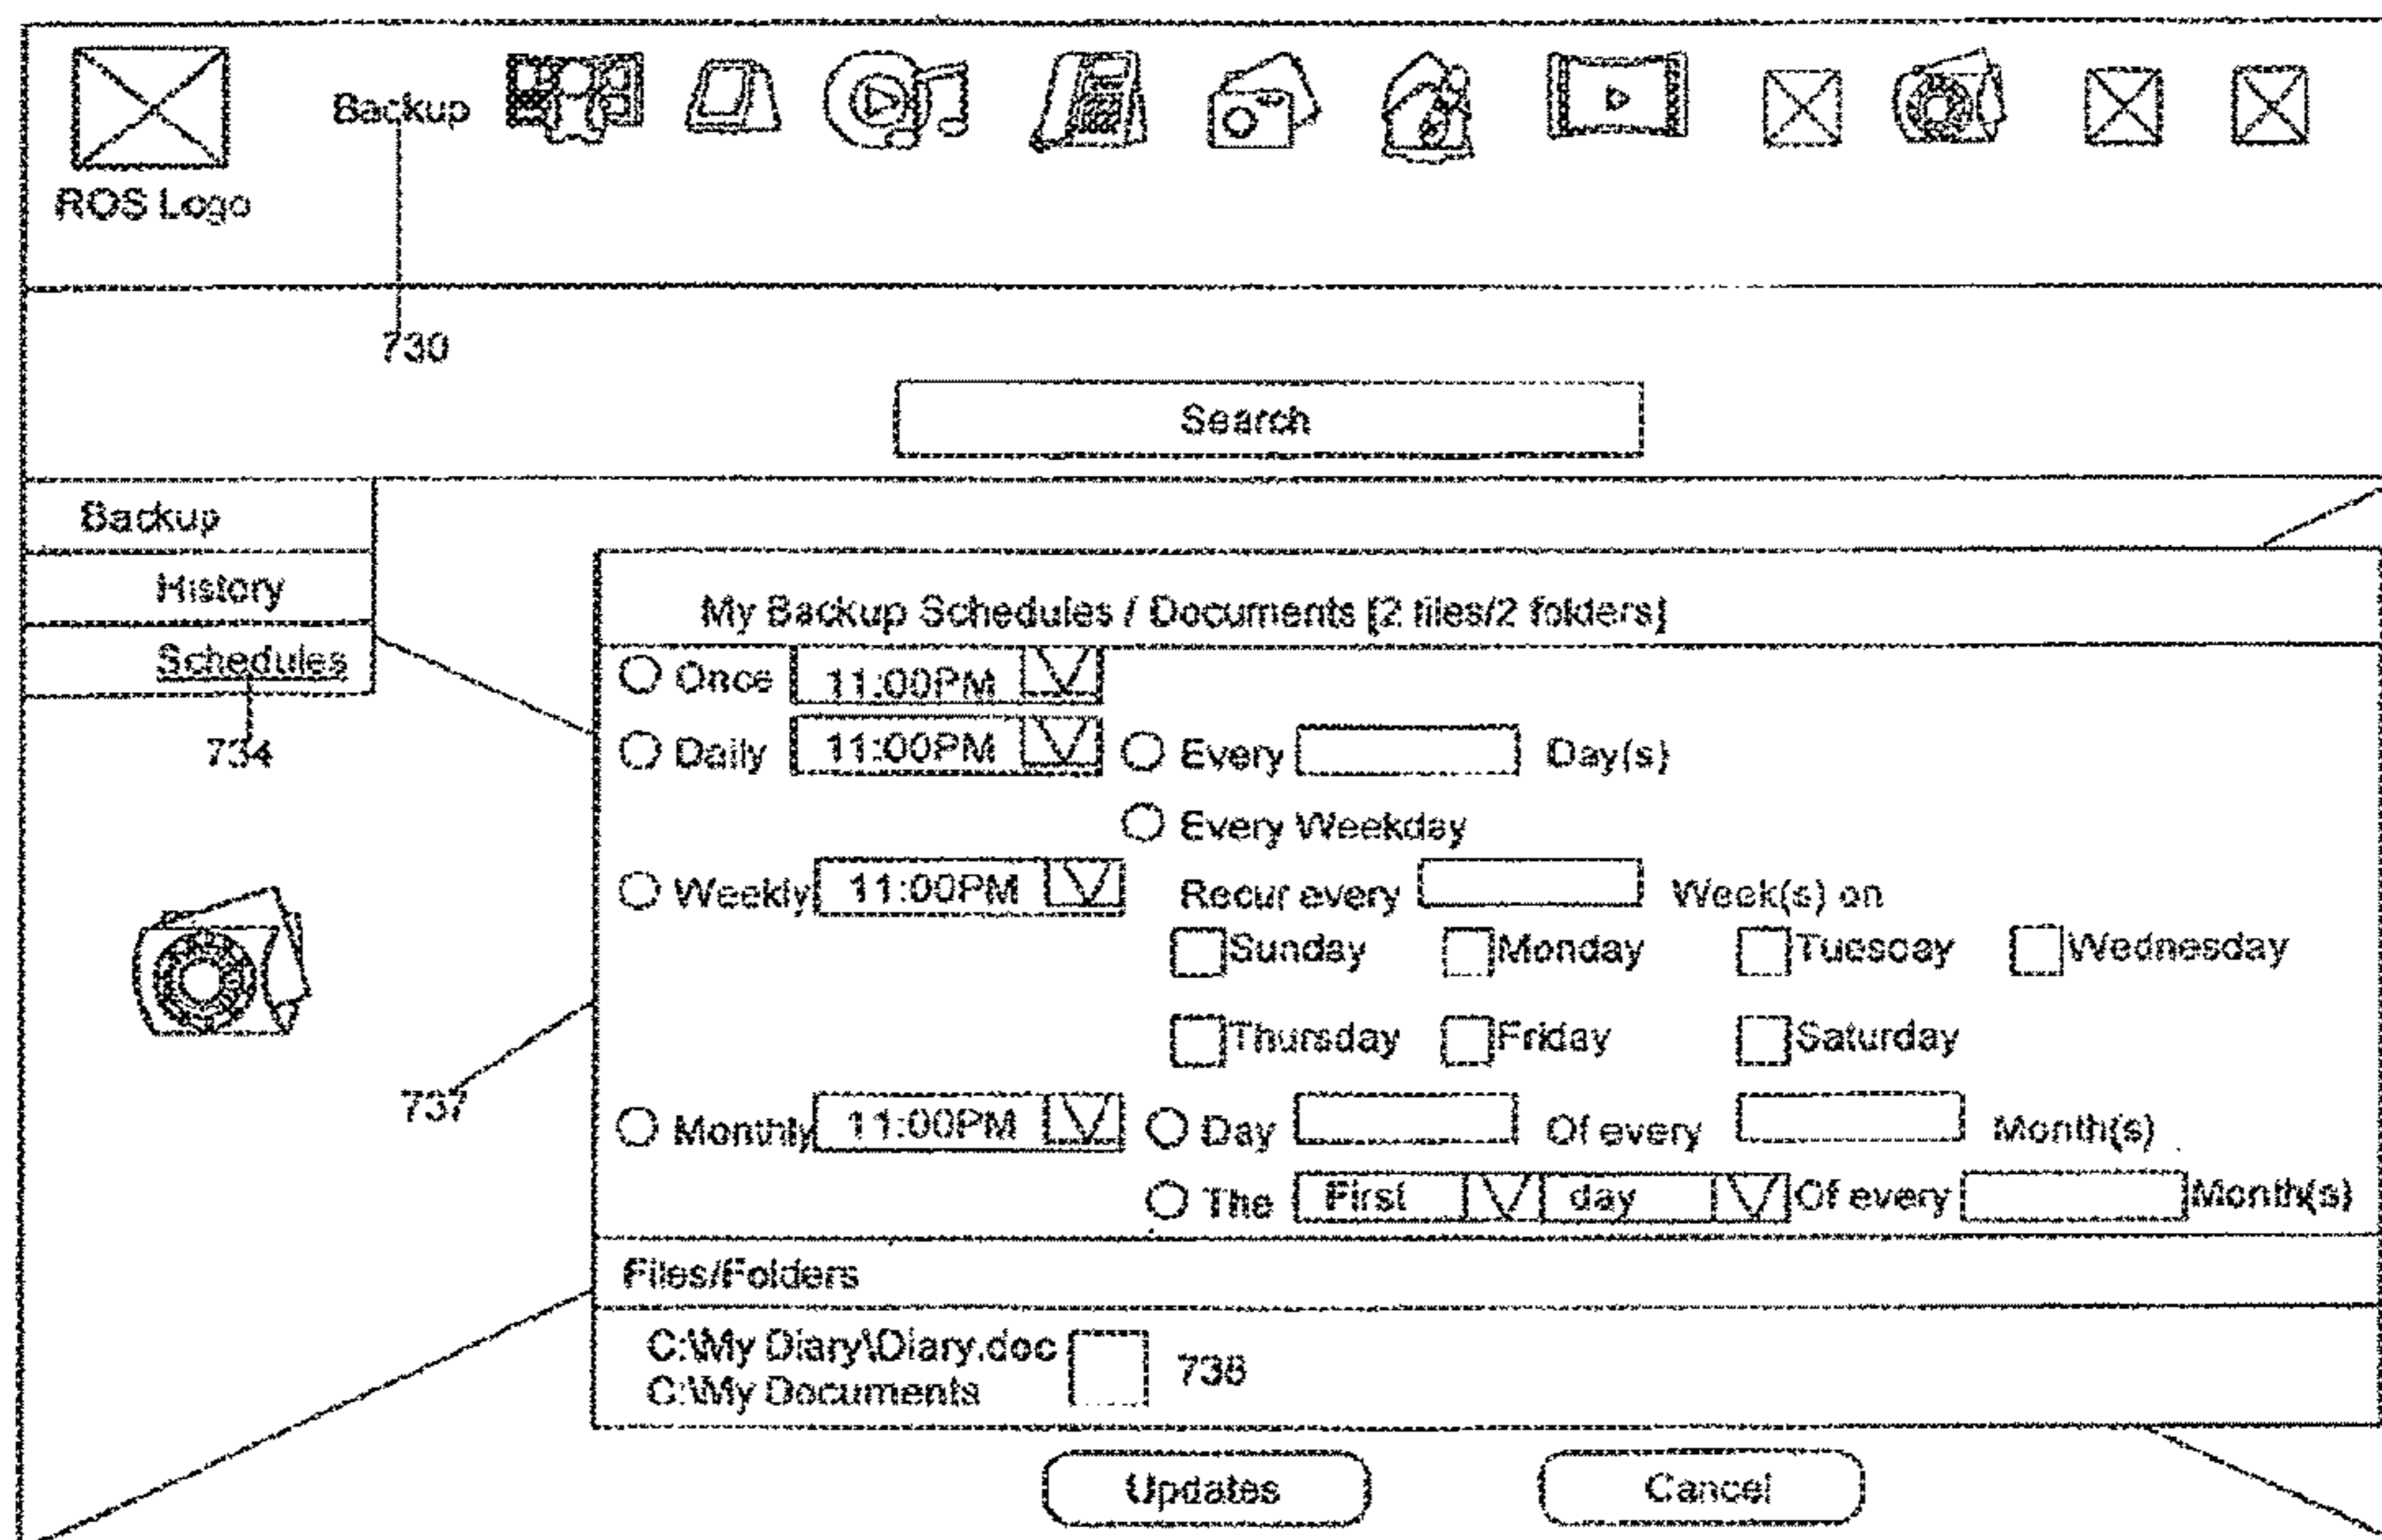 Backup
ROS Logo
730
Search
Backup
History
Schedules
734
My Backup Schedules / Documents [2 files/2 folders]
Once 11:00PM
Daily 11:00PM Every Day(s)
Every Weekday
Weekly 11:00PM Recur every Week(s) on
Sunday Monday Tuesday Wednesday
Thursday Friday Saturday
737
Monthly 11:00PM Day Of every Month(s)
The First day Of every Month(s)
Files/Folders
C:\My Diary\Diary.doc
C:\My Documents
Updates Cancel